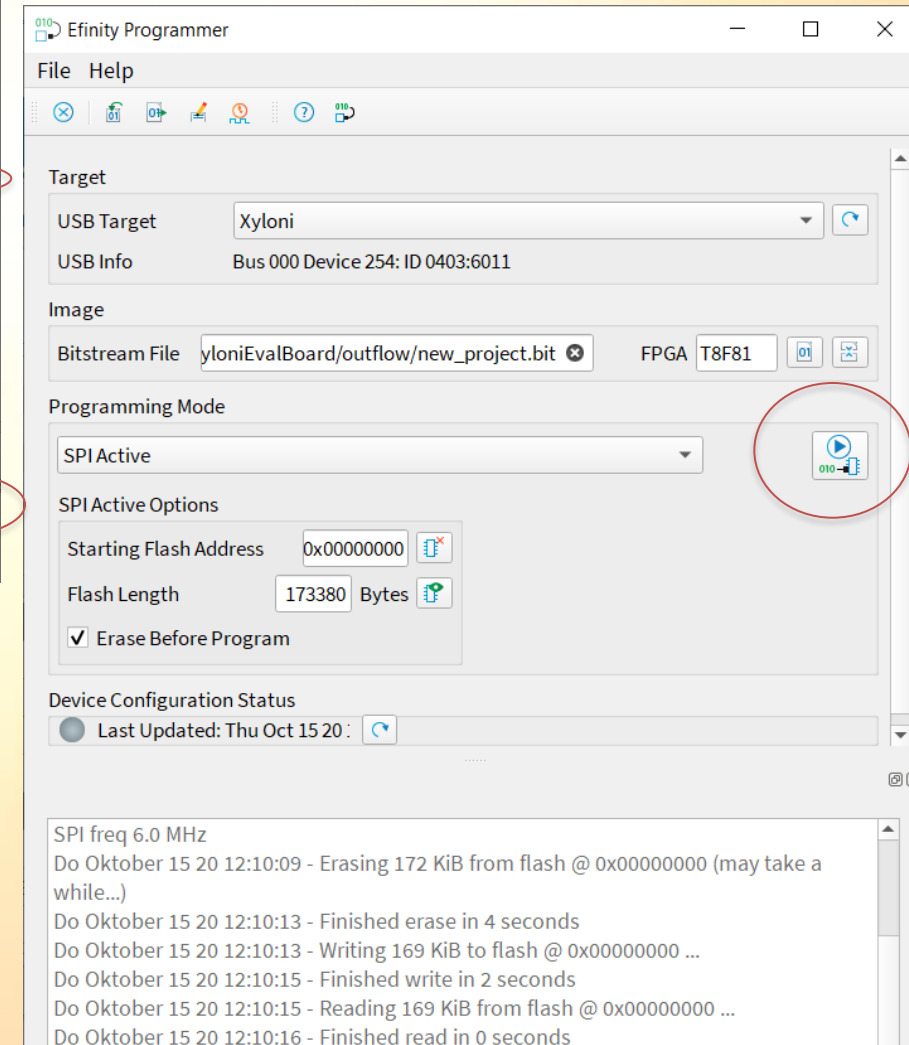 Efinity Programmer
File Help
Target
USB Target Xyloni
USB Info Bus 000 Device 254: ID 0403:6011
Image
Bitstream File yloniEvalBoard/outflow/new_project.bit FPGA T8F81
Programming Mode
SPI Active
SPI Active Options
Starting Flash Address 0x00000000
Flash Length 173380 Bytes
Erase Before Program
Device Configuration Status
Last Updated: Thu Oct 15 20 :
SPI freq 6.0 MHz
Do Oktober 15 20 12:10:09 - Erasing 172 KiB from flash @ 0x00000000 (may take a
while...)
Do Oktober 15 20 12:10:13 - Finished erase in 4 seconds
Do Oktober 15 20 12:10:13 - Writing 169 KiB to flash @ 0x00000000 ...
Do Oktober 15 20 12:10:15 - Finished write in 2 seconds
Do Oktober 15 20 12:10:15 - Reading 169 KiB from flash @ 0x00000000 ...
Do Oktober 15 20 12:10:16 - Finished read in 0 seconds